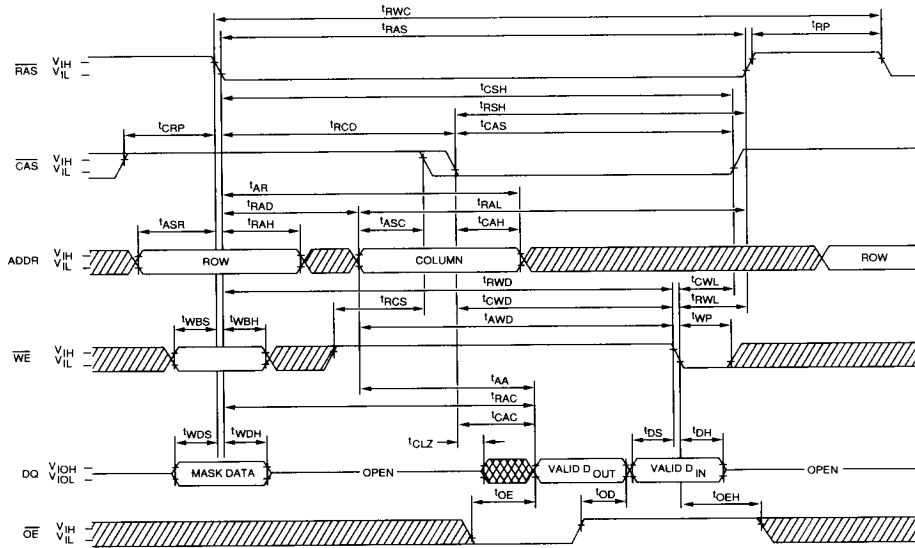 tRWC
tRAS
tRP
RAS VIH
VIL
tCSH
tRSH
tCRP
tRCD
tCAS
CAS VIH
VIL
tAR
tRAD
tRAL
tASR
tRAH
tASC
tCAH
ADDR VIH
VIL
ROW
COLUMN
ROW
tRWD
tCWL
tRCS
tCWD
tRWL
tWBS
tWBH
tAWD
tWP
WE VIH
VIL
tAA
tRAC
tCAC
tWDS
tWDH
tCLZ
tDS
tDH
DQ VIOH
VIOL
MASK DATA
OPEN
VALID DOUT
VALID DIN
OPEN
tOE
tOD
tOEH
OE VIH
VIL